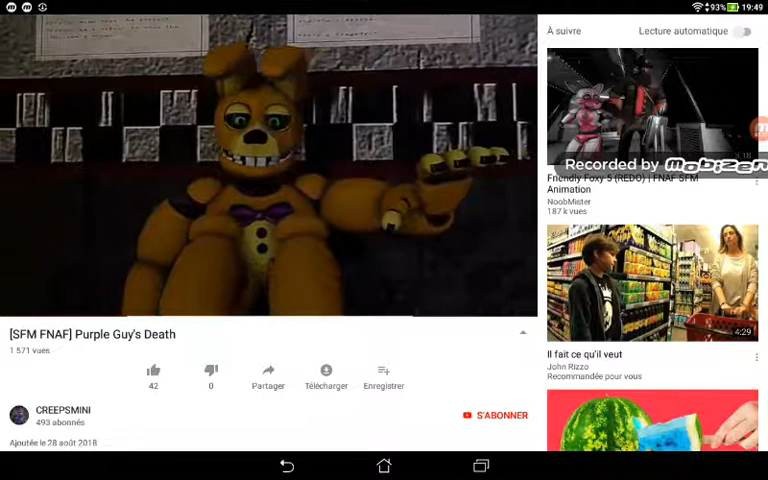 93% 19:49
À suivre
Lecture automatique
Recorded by Mobizen
Friendly Foxy 5 (REDO) | FNAF SFM
Animation
NoobMister
187 k vues
4:29
Il fait ce qu'il veut
John Rizzo
Recommandée pour vous
[SFM FNAF] Purple Guy's Death
1 571 vues
42
0
Partager
Télécharger
Enregistrer
CREEPSMINI
493 abonnés
S'ABONNER
Ajoutée le 28 août 2018